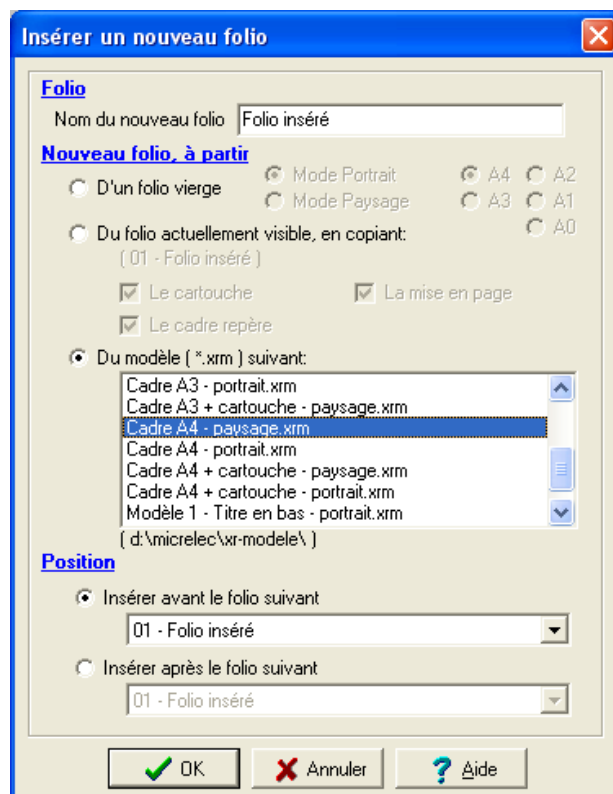 Insérer un nouveau folio
Folio
Nom du nouveau folio Folio inséré
Nouveau folio, à partir
D'un folio vierge Mode Portrait A4 A2
Mode Paysage A3 A1
A0
Du folio actuellement visible, en copiant:
( 01 - Folio inséré )
Le cartouche La mise en page
Le cadre repère
Du modèle ( *.xrm ) suivant:
Cadre A3 - portrait.xrm
Cadre A3 + cartouche - paysage.xrm
Cadre A4 - paysage.xrm
Cadre A4 - portrait.xrm
Cadre A4 + cartouche - paysage.xrm
Cadre A4 + cartouche - portrait.xrm
Modèle 1 - Titre en bas - portrait.xrm
( d:\micrelec\xr-modele\ )
Position
Insérer avant le folio suivant
01 - Folio inséré
Insérer après le folio suivant
01 - Folio inséré
OK Annuler Aide